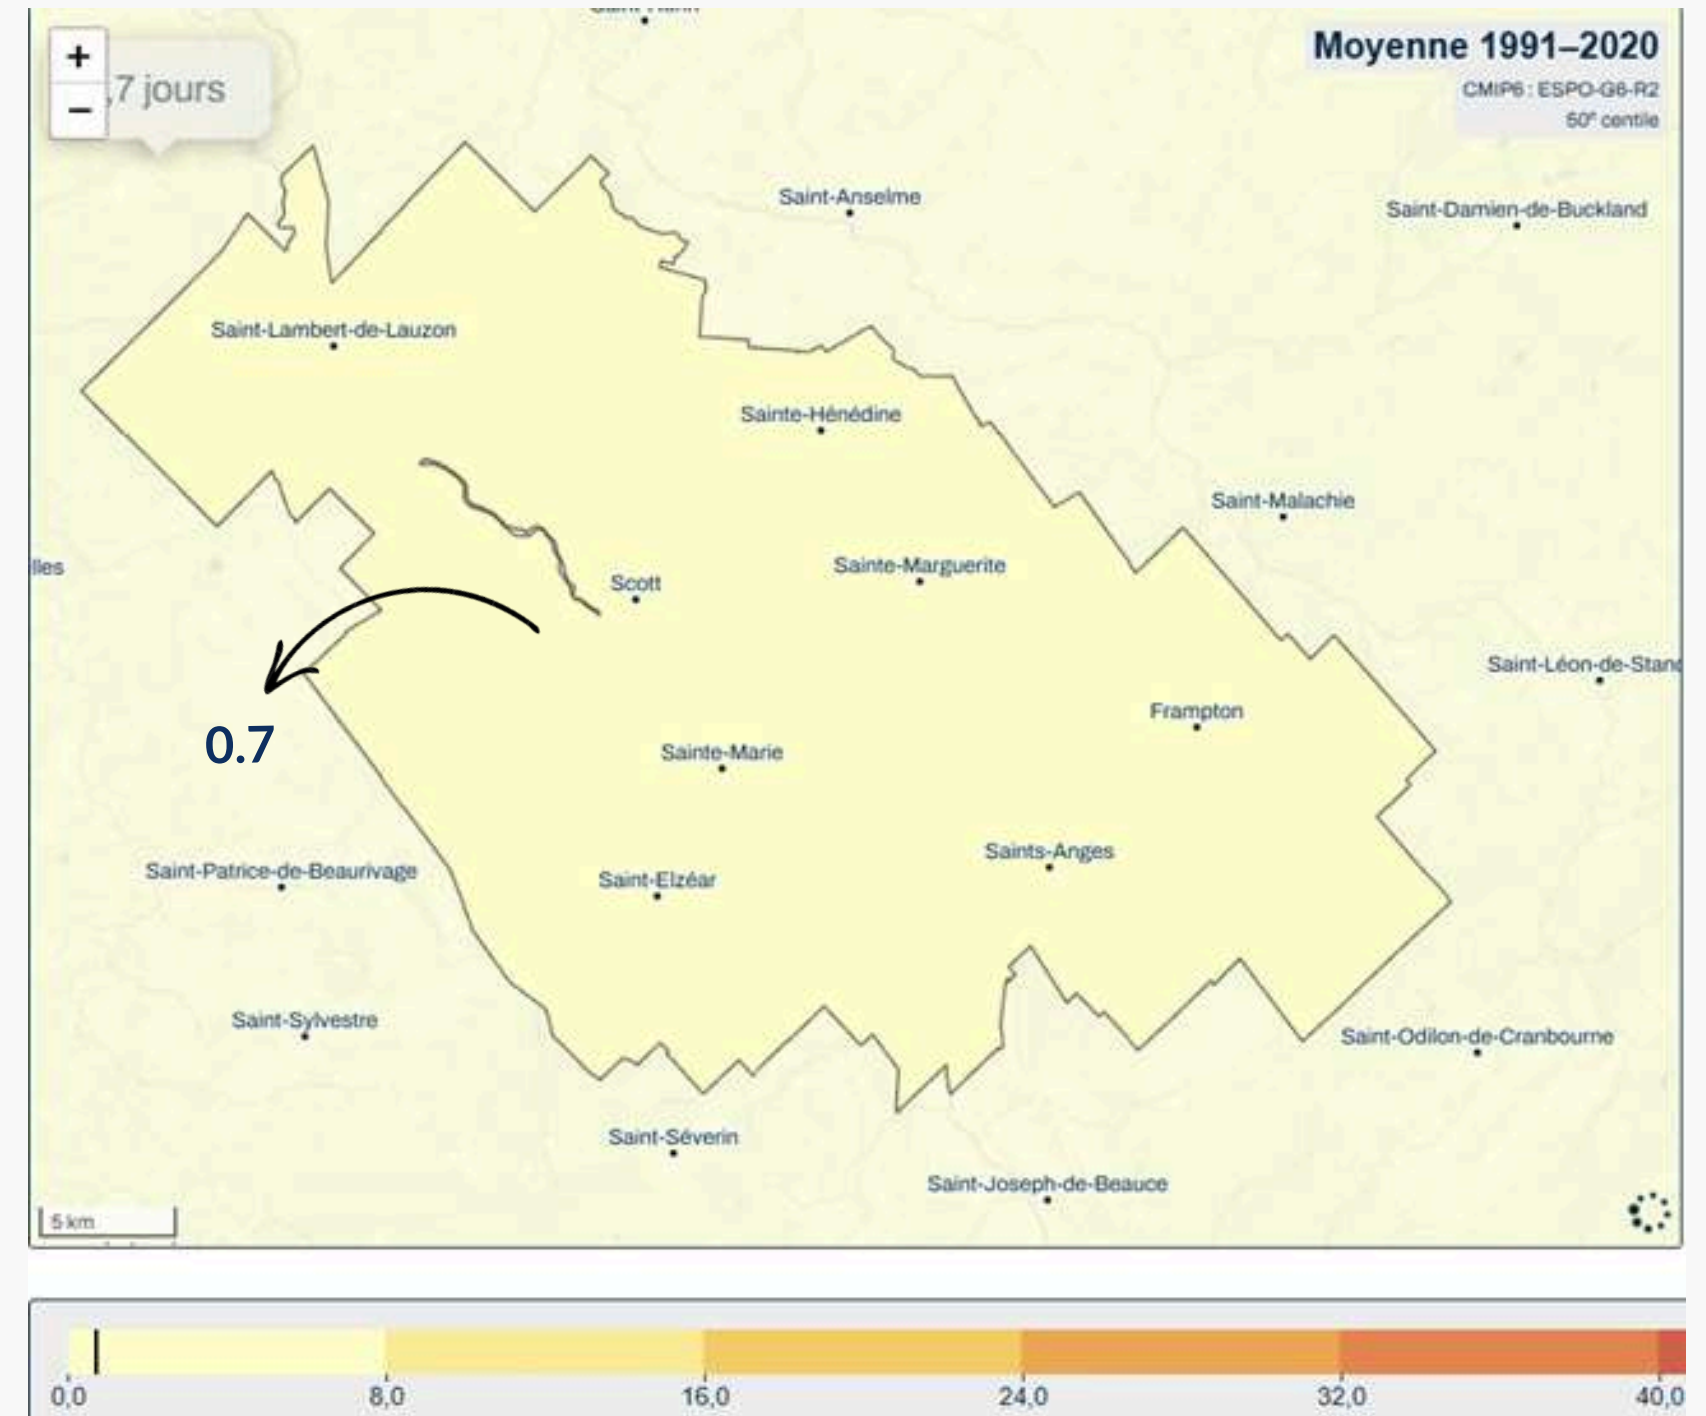 +
−
,7 jours
Moyenne 1991–2020
CMIP6 : ESPO-G6-R2
50e centile
Saint-Anselme
Saint-Damien-de-Buckland
Saint-Lambert-de-Lauzon
Sainte-Hénédine
Saint-Malachie
lles
Scott
Sainte-Marguerite
Saint-Léon-de-Stand
Frampton
0.7
Sainte-Marie
Saints-Anges
Saint-Patrice-de-Beaurivage
Saint-Elzéar
Saint-Sylvestre
Saint-Odilon-de-Cranbourne
Saint-Séverin
Saint-Joseph-de-Beauce
5 km
0,0 8,0 16,0 24,0 32,0 40,0